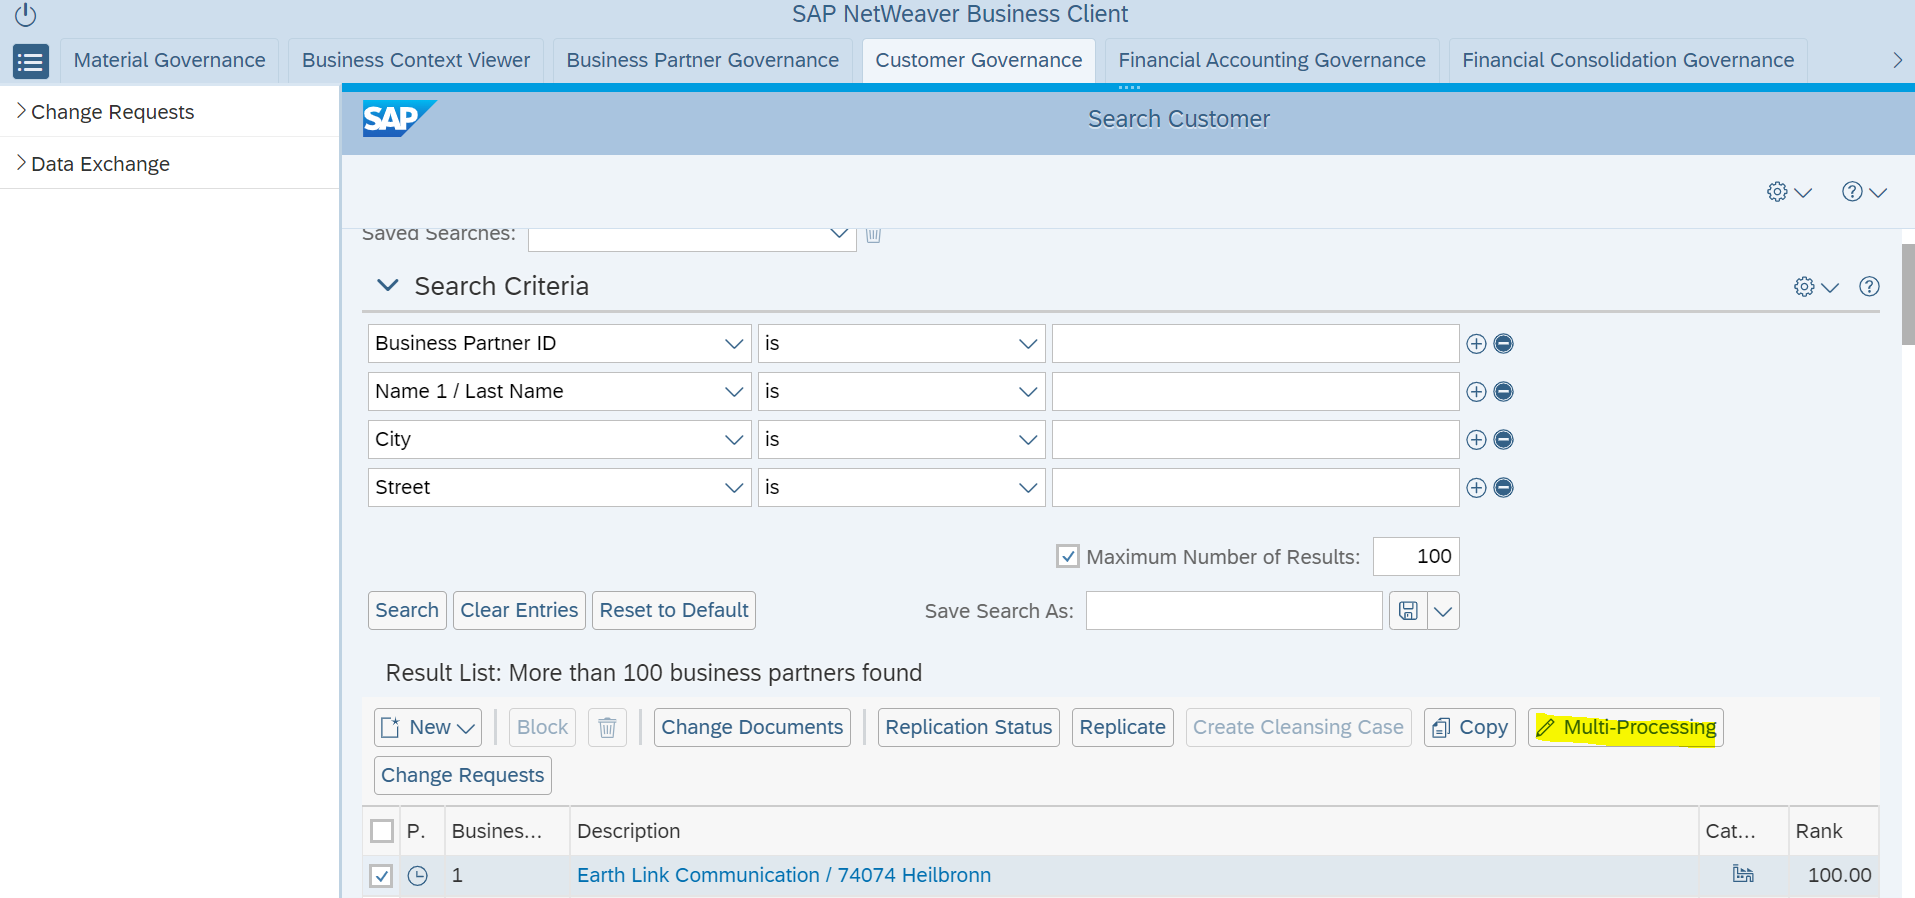 SAP NetWeaver Business Client
Material Governance Business Context Viewer Business Partner Governance Customer Governance Financial Accounting Governance Financial Consolidation Governance
Change Requests
Data Exchange
SAP
Search Customer
Saved Searches:
Search Criteria
Business Partner ID is
Name 1 / Last Name is
City is
Street is
Maximum Number of Results: 100
Search Clear Entries Reset to Default Save Search As:
Result List: More than 100 business partners found
New Block Change Documents Replication Status Replicate Create Cleansing Case Copy Multi-Processing
Change Requests
P. Busines... Description Cat... Rank
1 Earth Link Communication / 74074 Heilbronn 100.00